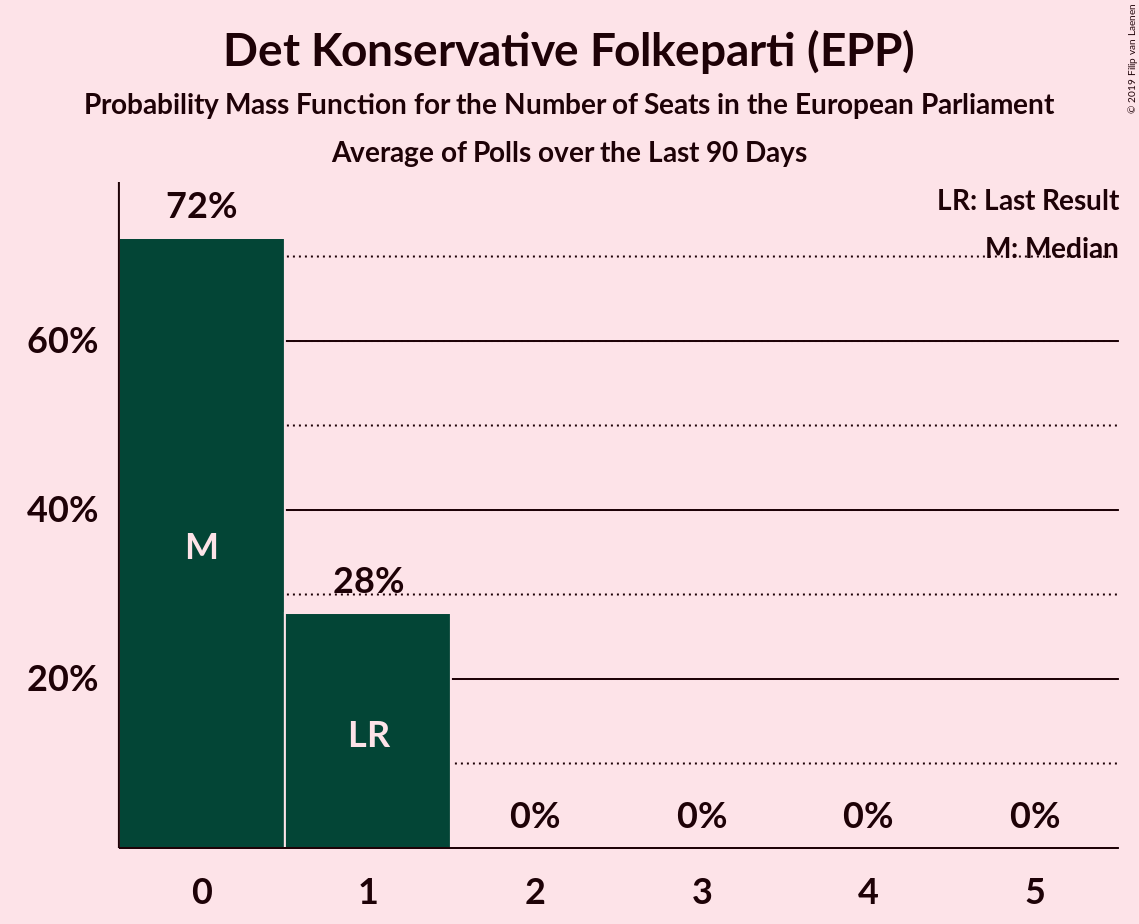 Det Konservative Folkeparti (EPP)
Probability Mass Function for the Number of Seats in the European Parliament
Average of Polls over the Last 90 Days
© 2019 Filip van Laenen
LR: Last Result
M: Median
72%
60%
40%
M
28%
20%
LR
0% 0% 0% 0%
0 1 2 3 4 5